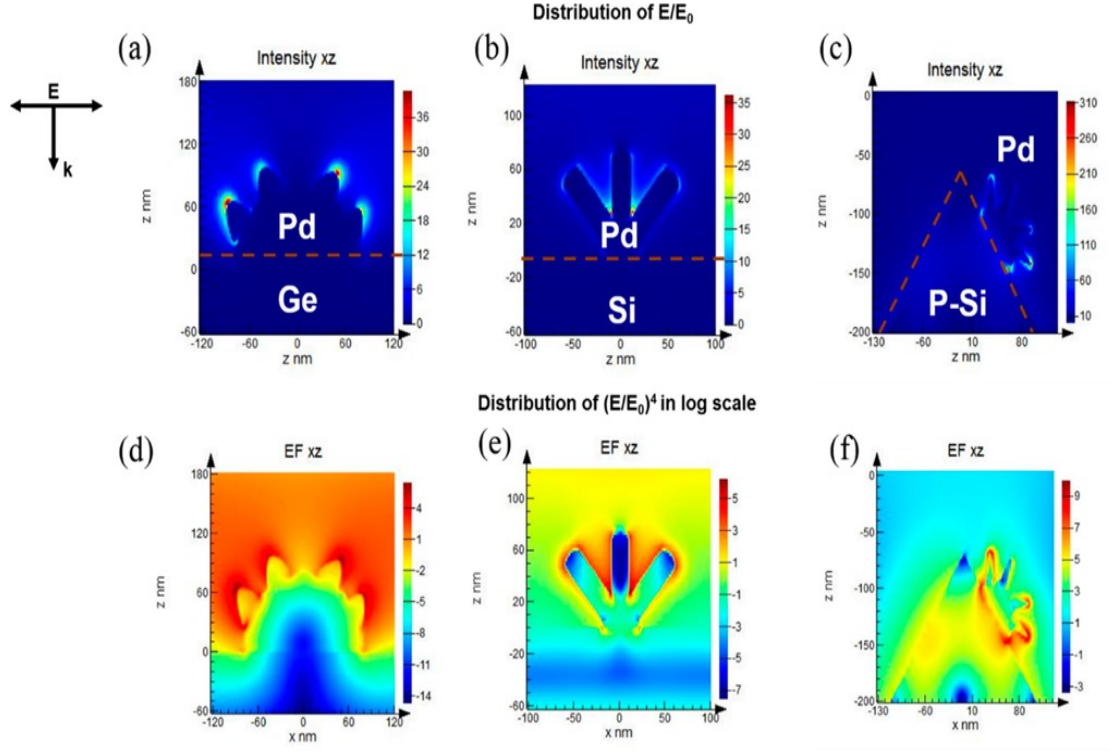 Distribution of E/E₀
(a)
(b)
(c)
Intensity xz
Intensity xz
Intensity xz
E
k
180
120
60
0
-60
z nm
-120 -60 0 60 120
z nm
36
30
24
18
12
6
0
Pd
Ge
100
60
20
-20
-60
z nm
-100 -50 0 50 100
z nm
35
30
25
20
15
10
5
0
Pd
Si
0
-50
-100
-150
-200
z nm
-130 -60 10 80
z nm
310
260
210
160
110
60
10
Pd
P-Si
Distribution of (E/E₀)⁴ in log scale
(d)
(e)
(f)
EF xz
EF xz
EF xz
180
120
60
0
-60
z nm
-120 -60 0 60 120
x nm
4
1
-2
-5
-8
-11
-14
100
60
20
-20
-60
z nm
-100 -50 0 50 100
x nm
5
3
1
-1
-3
-5
-7
0
-50
-100
-150
-200
z nm
-130 -60 10 80
x nm
9
7
5
3
1
-1
-3